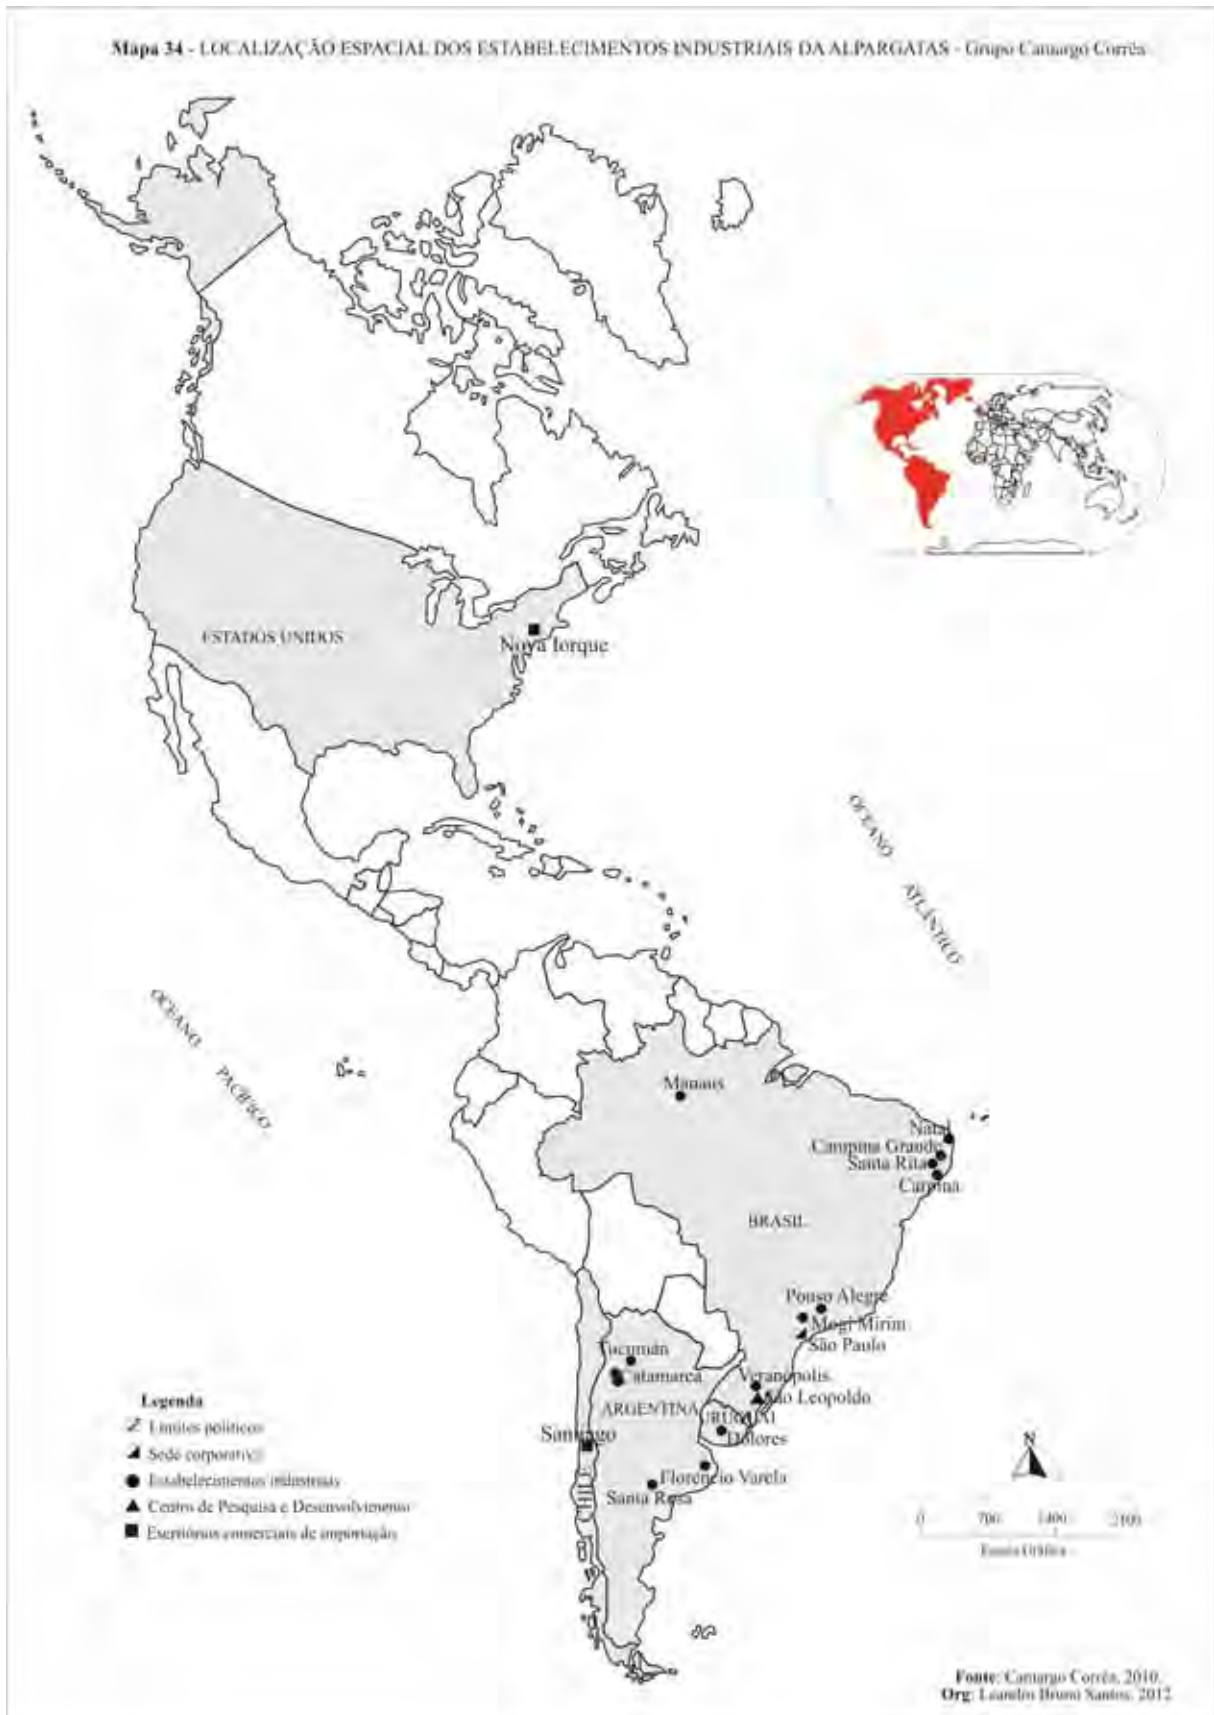 Mapa 34 - LOCALIZAÇÃO ESPACIAL DOS ESTABELECIMENTOS INDUSTRIAIS DA ALPARGATAS - Grupo Camargo Corrêa
ESTADOS UNIDOS
Nova Iorque
OCEANO
ATLÂNTICO
OCEANO
PACÍFICO
Manaus
Natal
Campina Grande
Santa Rita
Carpina
BRASIL
Pouso Alegre
Mogi Mirim
São Paulo
Tucumán
Catamarca
Veranópolis
São Leopoldo
ARGENTINA
URUGUAI
Dolores
Santiago
CHILE
Florencio Varela
Santa Rosa
Legenda
Limites políticos
Sede corporativa
Estabelecimentos industriais
Centro de Pesquisa e Desenvolvimento
Escritórios comerciais de importação
N
0 700 1400 2100
Escala Gráfica
Fonte: Camargo Corrêa, 2010.
Org: Leandro Bruno Santos, 2012